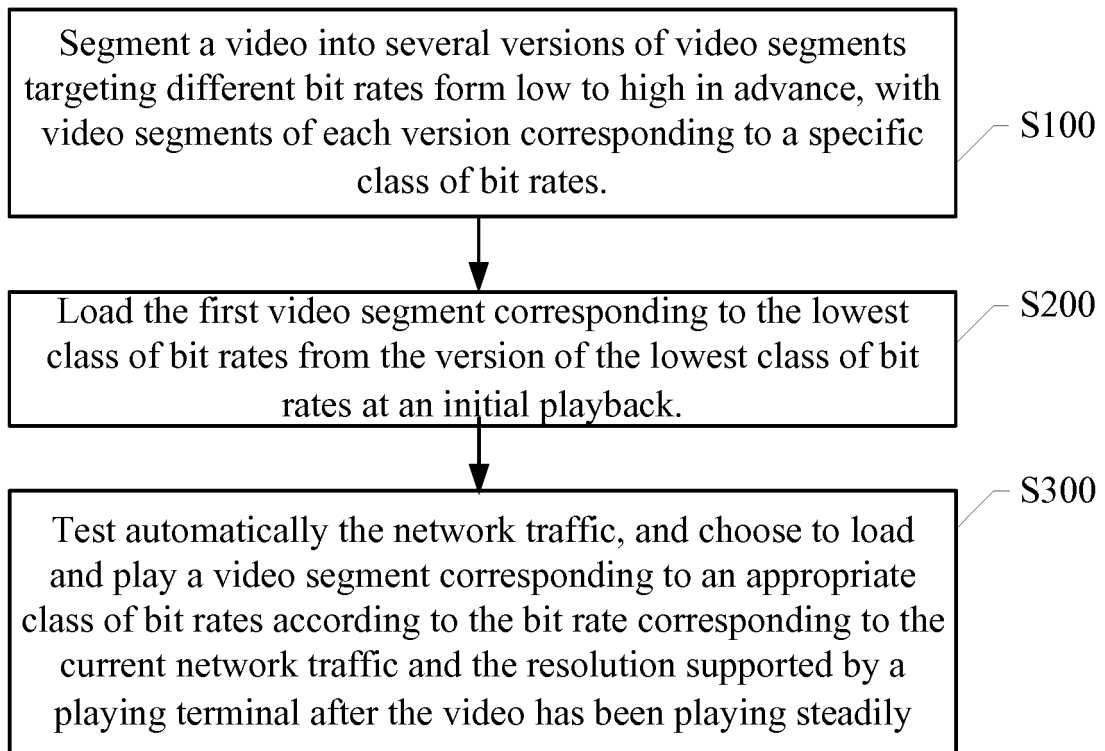 Segment a video into several versions of video segments
targeting different bit rates form low to high in advance, with
video segments of each version corresponding to a specific
class of bit rates.
S100
Load the first video segment corresponding to the lowest
class of bit rates from the version of the lowest class of bit
rates at an initial playback.
S200
Test automatically the network traffic, and choose to load
and play a video segment corresponding to an appropriate
class of bit rates according to the bit rate corresponding to the
current network traffic and the resolution supported by a
playing terminal after the video has been playing steadily
S300